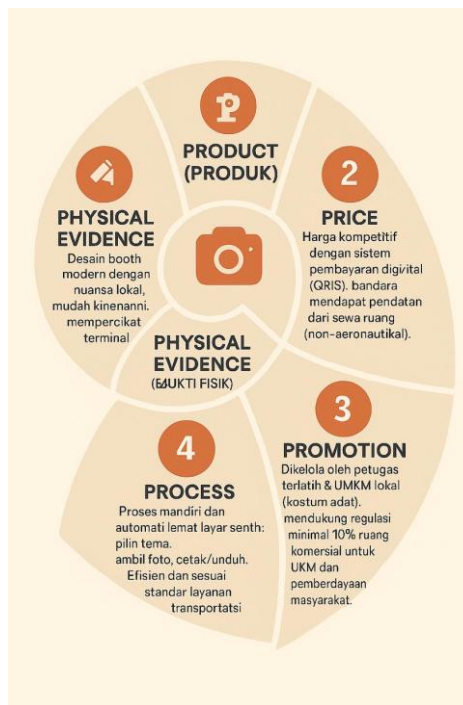 PRODUCT
(PRODUK)
2
PRICE
Harga kompetitif
dengan sistem
pembayaran digi/ital
(QRIS). bandara
mendapat pendatan
dari sewa ruang
(non-aeronautikal).
3
PROMOTION
Dikelola oleh petugas
terlatih & UMKM lokal
(kostum adat).
mendukung regulasi
minimal 10% ruang
komersial untuk
UKM dan
pemberdayaan
masyarakat.
4
PROCESS
Proses mandiri dan
automati lemat layar senth:
pilin tema.
ambil foto, cetak/unduh.
Efisien dan sesuai
standar layanan
transportatsi
PHYSICAL
EVIDENCE
Desain booth
modern dengan
nuansa lokal,
mudah kinenanni.
mempercikat
terminal
PHYSICAL
EVIDENCE
FISIK)